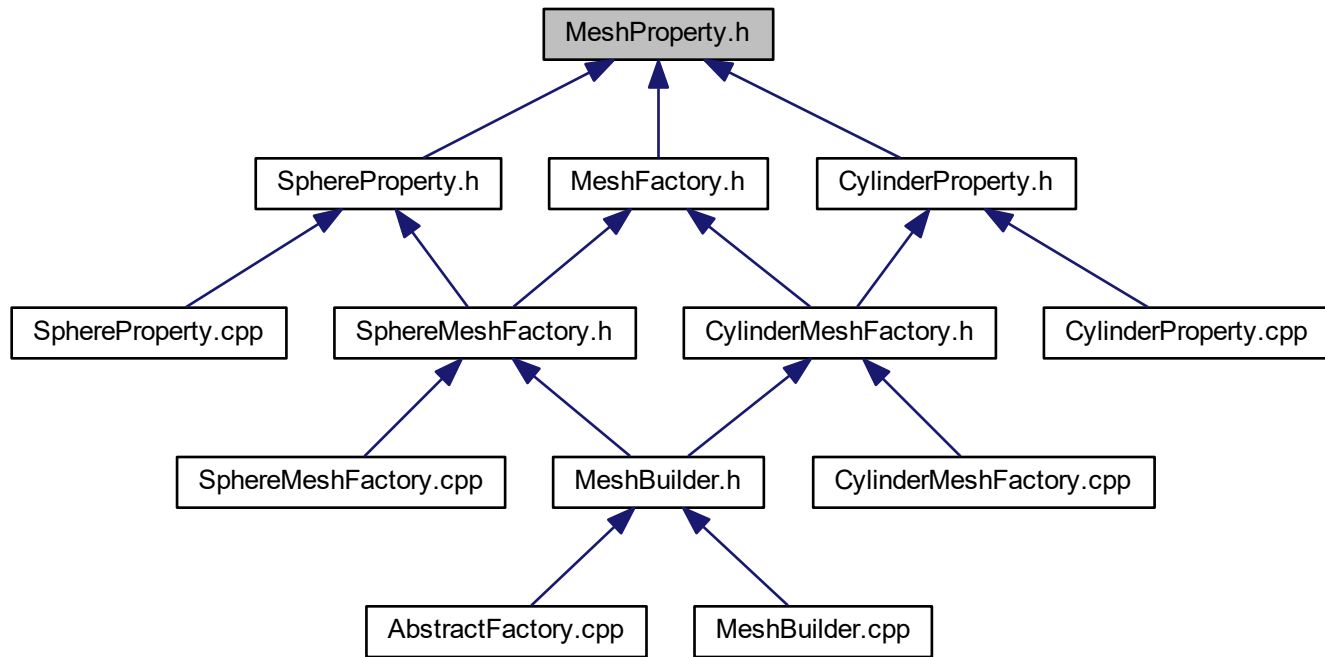 MeshProperty.h
SphereProperty.h
MeshFactory.h
CylinderProperty.h
SphereProperty.cpp
SphereMeshFactory.h
CylinderMeshFactory.h
CylinderProperty.cpp
SphereMeshFactory.cpp
MeshBuilder.h
CylinderMeshFactory.cpp
AbstractFactory.cpp
MeshBuilder.cpp